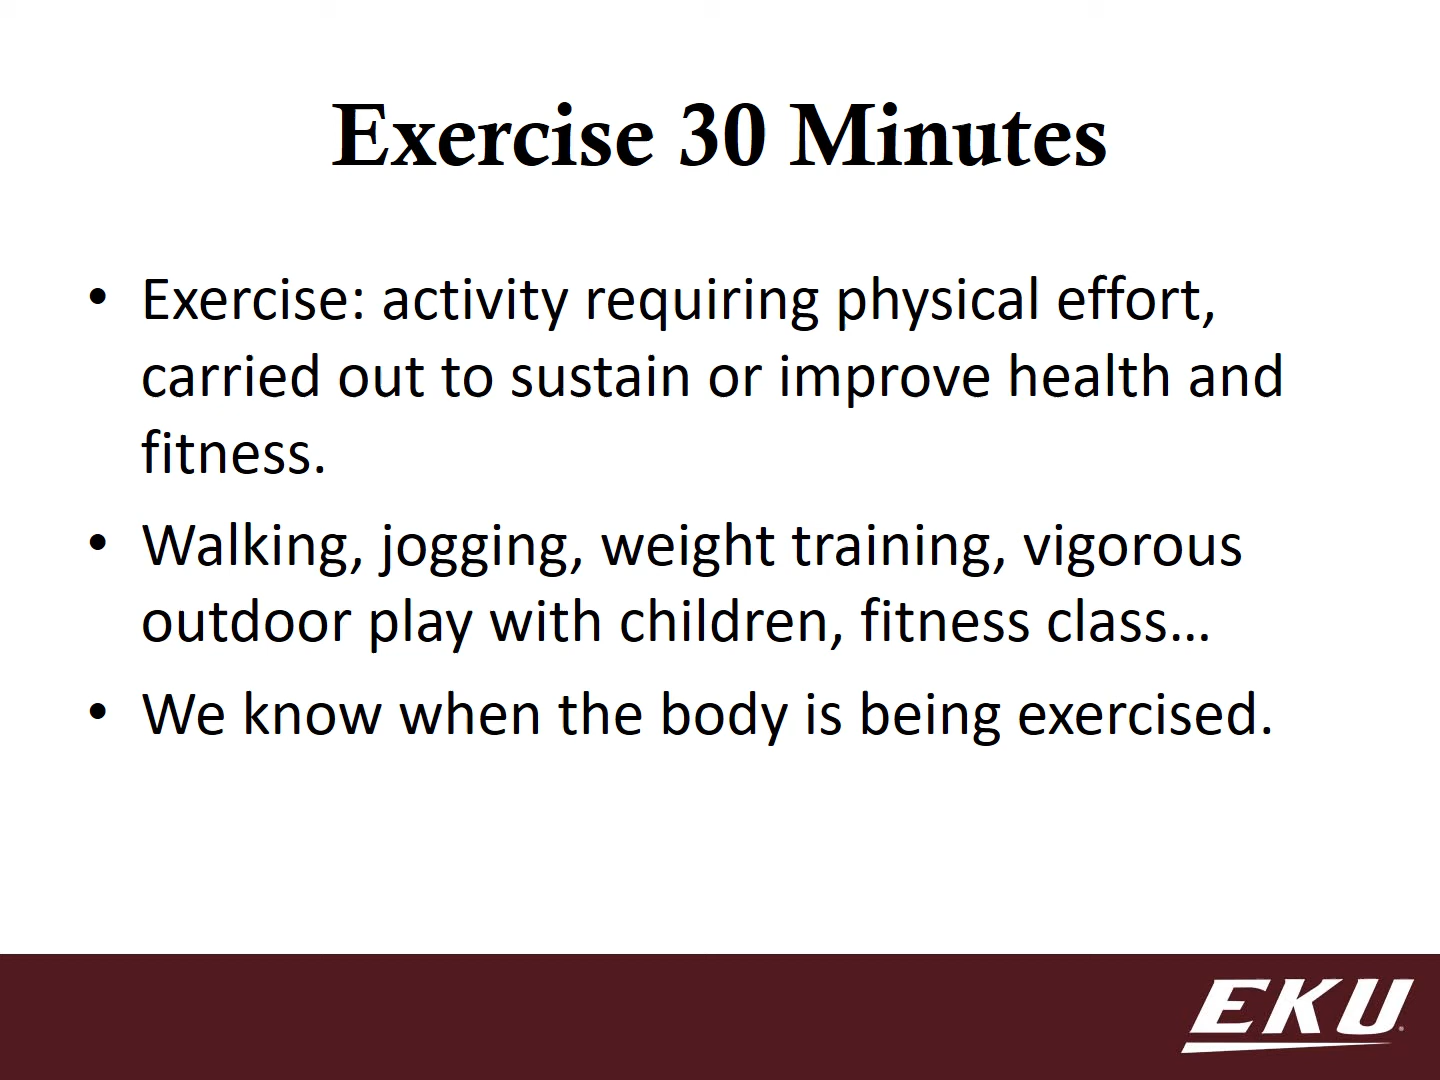 Exercise 30 Minutes
• Exercise: activity requiring physical effort,
carried out to sustain or improve health and
fitness.
• Walking, jogging, weight training, vigorous
outdoor play with children, fitness class…
• We know when the body is being exercised.
EKU